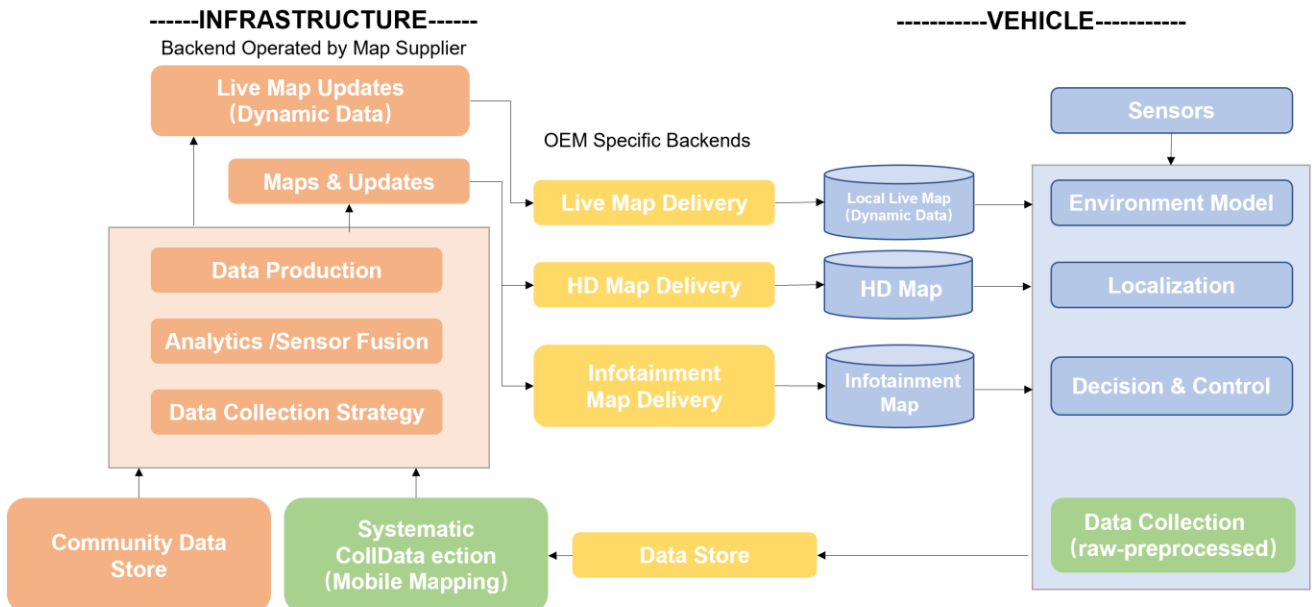 ------INFRASTRUCTURE------
Backend Operated by Map Supplier
Live Map Updates
(Dynamic Data)
Maps & Updates
Data Production
Analytics /Sensor Fusion
Data Collection Strategy
Community Data
Store
Systematic
CollData ection
(Mobile Mapping)
OEM Specific Backends
Live Map Delivery
HD Map Delivery
Infotainment
Map Delivery
Data Store
-----------VEHICLE-----------
Local Live Map
(Dynamic Data)
HD Map
Infotainment
Map
Sensors
Environment Model
Localization
Decision & Control
Data Collection
(raw-preprocessed)